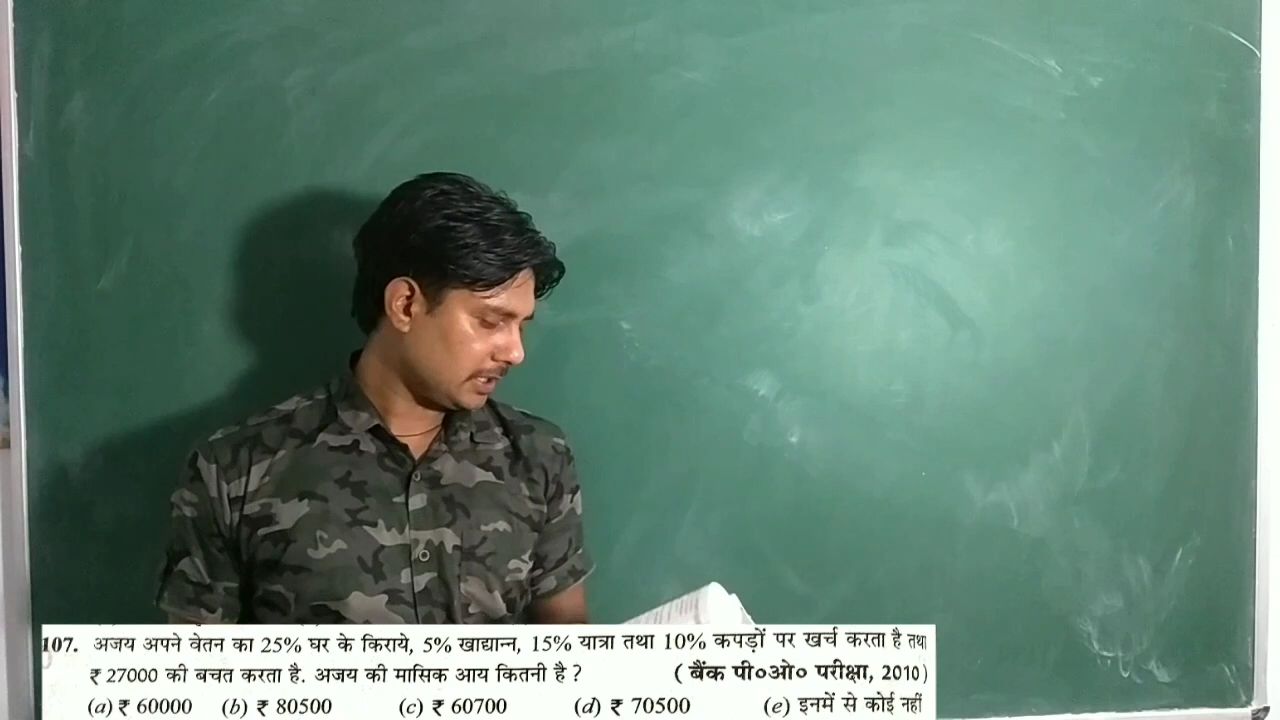 107. अजय अपने वेतन का 25% घर के किराये, 5% खाद्यान्न, 15% यात्रा तथा 10% कपड़ों पर खर्च करता है तथा
₹ 27000 की बचत करता है. अजय की मासिक आय कितनी है ? ( बैंक पी०ओ० परीक्षा, 2010)
(a) ₹ 60000 (b) ₹ 80500 (c) ₹ 60700 (d) ₹ 70500 (e) इनमें से कोई नहीं